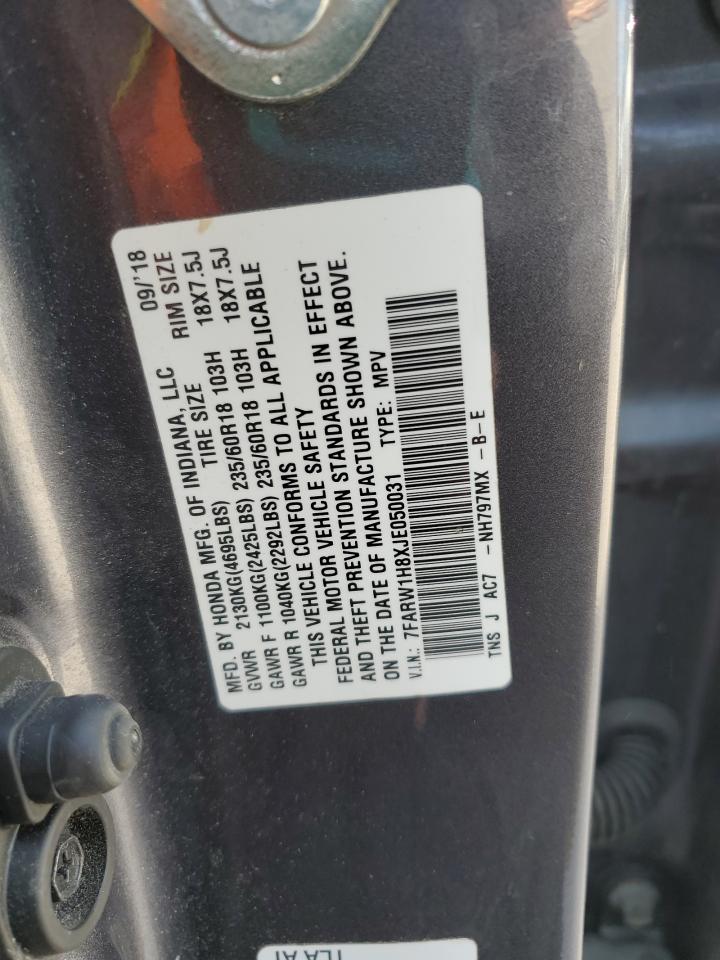 MFD. BY HONDA MFG. OF INDIANA, LLC 09/'18
GVWR 2130KG(4695LBS) TIRE SIZE RIM SIZE
GAWR F 1100KG(2425LBS) 235/60R18 103H 18X7.5J
GAWR R 1040KG(2292LBS) 235/60R18 103H 18X7.5J
THIS VEHICLE CONFORMS TO ALL APPLICABLE
FEDERAL MOTOR VEHICLE SAFETY
AND THEFT PREVENTION STANDARDS IN EFFECT
ON THE DATE OF MANUFACTURE SHOWN ABOVE.
V.I.N.: 7FARW1H8XJE050031 TYPE: MPV
TNS J AC7 -NH797MX -B-E